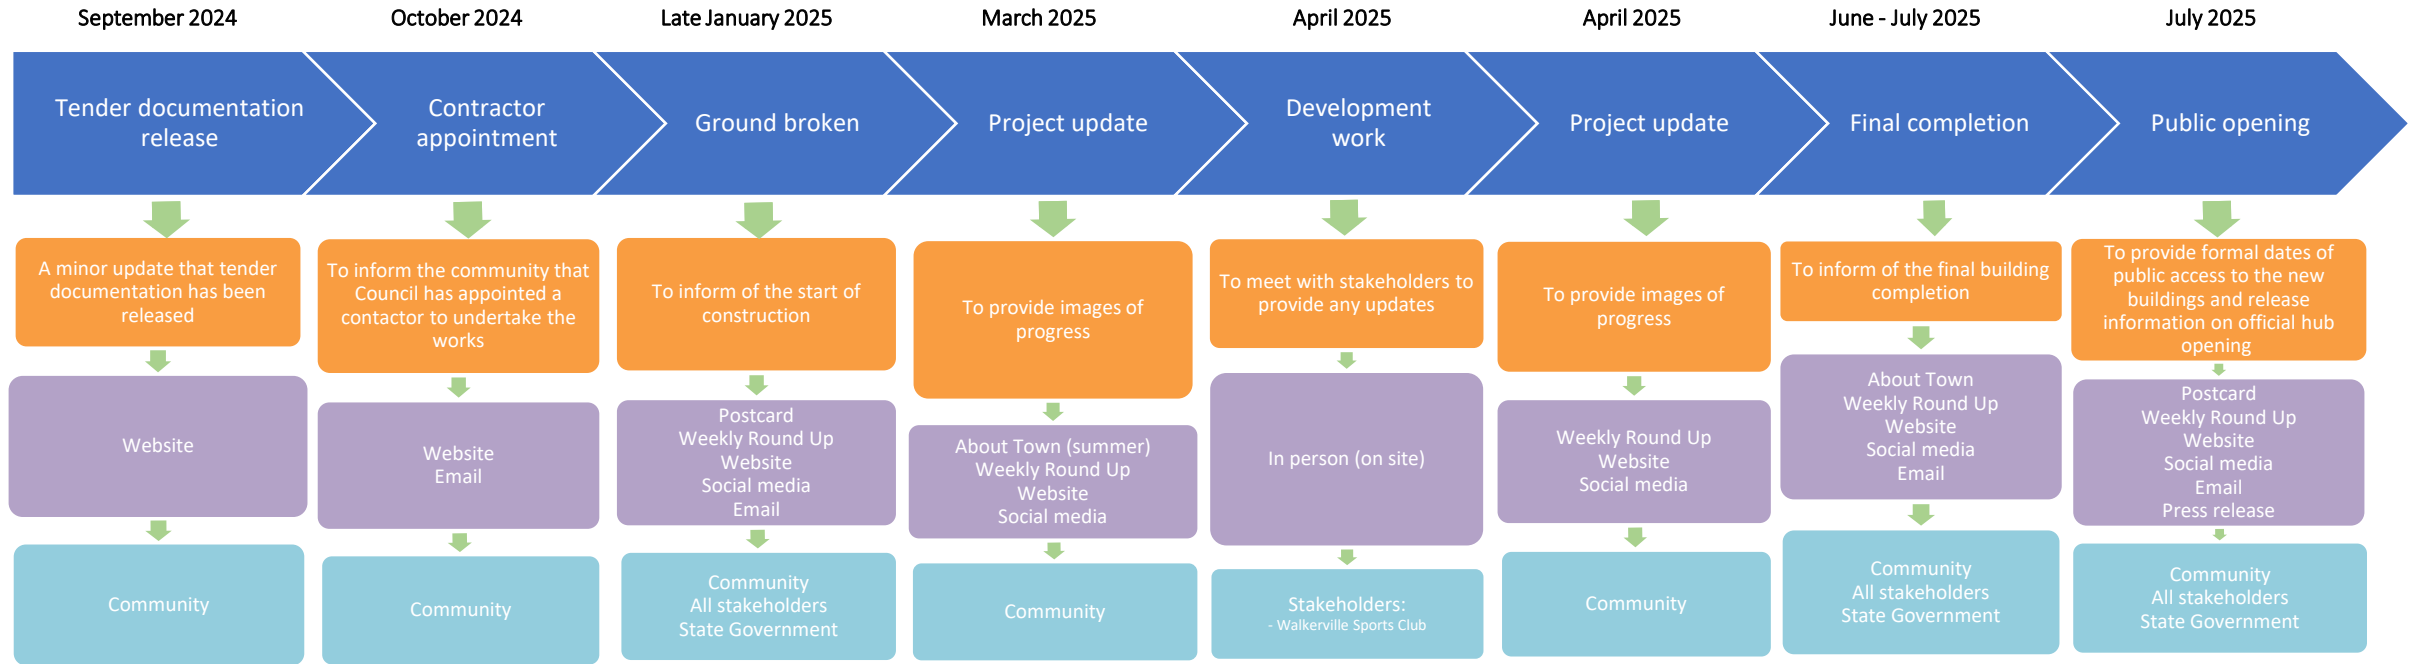 September 2024
October 2024
Late January 2025
March 2025
April 2025
April 2025
June - July 2025
July 2025
Tender documentation
release
Contractor
appointment
Ground broken
Project update
Development
work
Project update
Final completion
Public opening
A minor update that tender
documentation has been
released
To inform the community that
Council has appointed a
contactor to undertake the
works
To inform of the start of
construction
To provide images of
progress
To meet with stakeholders to
provide any updates
To provide images of
progress
To inform of the final building
completion
To provide formal dates of
public access to the new
buildings and release
information on official hub
opening
Website
Website
Email
Postcard
Weekly Round Up
Website
Social media
Email
About Town (summer)
Weekly Round Up
Website
Social media
In person (on site)
Weekly Round Up
Website
Social media
About Town
Weekly Round Up
Website
Social media
Email
Postcard
Weekly Round Up
Website
Social media
Email
Press release
Community
Community
Community
All stakeholders
State Government
Community
Stakeholders:
- Walkerville Sports Club
Community
Community
All stakeholders
State Government
Community
All stakeholders
State Government